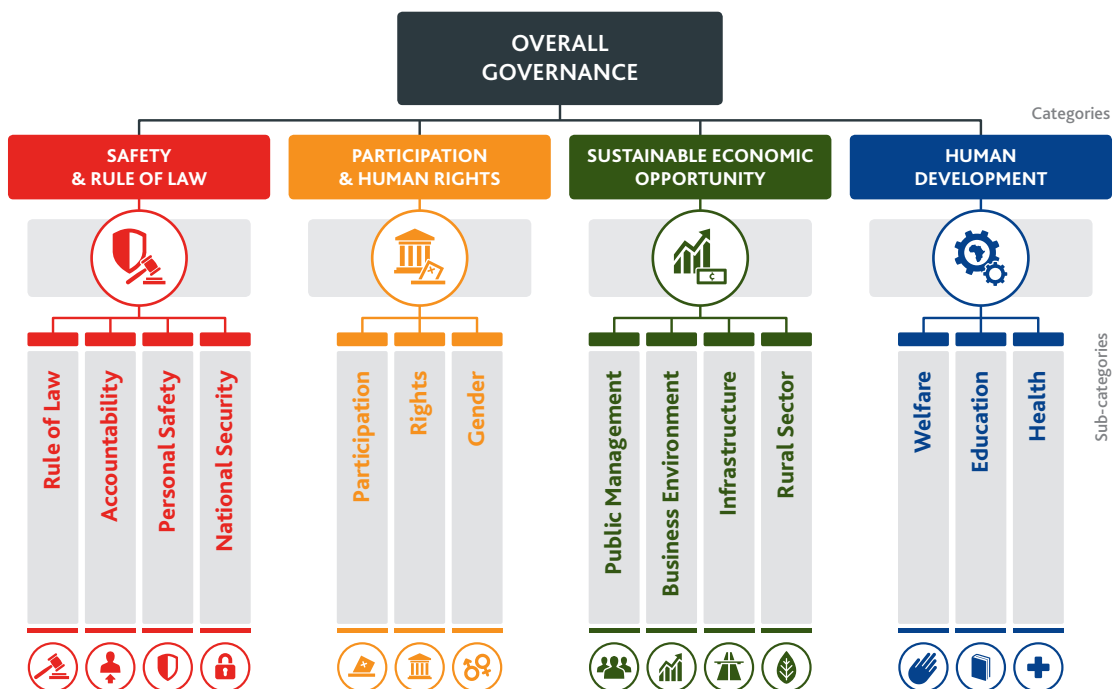 OVERALL
GOVERNANCE
Categories
SAFETY
& RULE OF LAW
PARTICIPATION
& HUMAN RIGHTS
SUSTAINABLE ECONOMIC
OPPORTUNITY
HUMAN
DEVELOPMENT
Sub-categories
Rule of Law
Accountability
Personal Safety
National Security
Participation
Rights
Gender
Public Management
Business Environment
Infrastructure
Rural Sector
Welfare
Education
Health